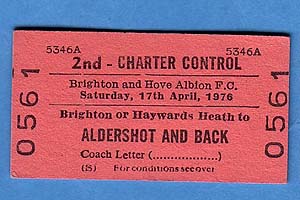 5346A 5346A
2nd - CHARTER CONTROL
Brighton and Hove Albion F.C.
Saturday, 17th April, 1976
Brighton or Haywards Heath to
ALDERSHOT AND BACK
Coach Letter (..................)
(S) For conditions see over
0561
0561